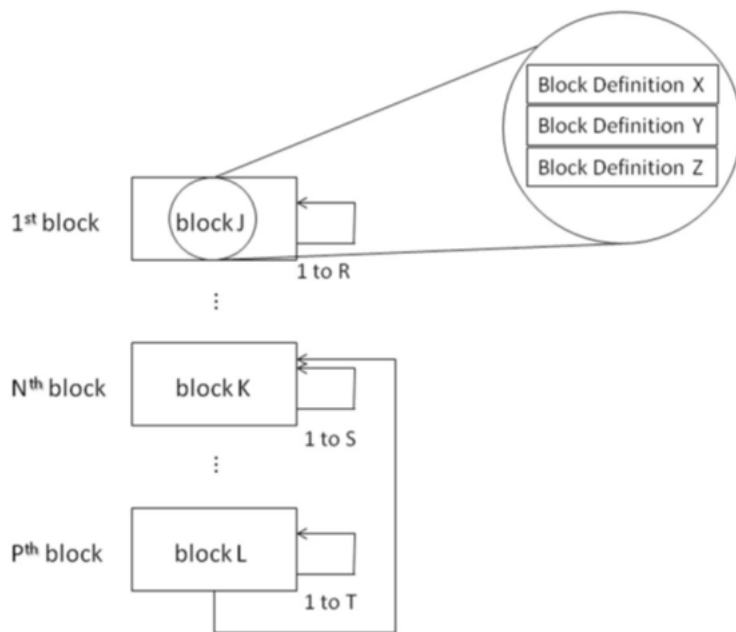 Block Definition X
Block Definition Y
Block Definition Z
1st block
block J
1 to R
⋮
Nth block
block K
1 to S
⋮
Pth block
block L
1 to T